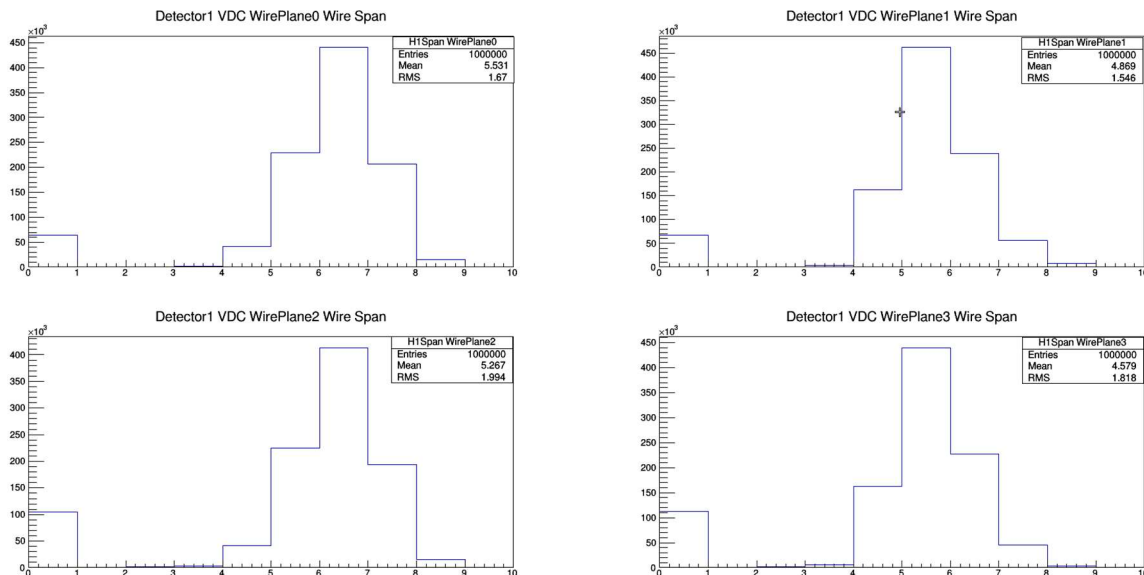 Detector1 VDC WirePlane0 Wire Span
×10³
H1Span WirePlane0
Entries 1000000
Mean 5.531
RMS 1.67
450
400
350
300
250
200
150
100
50
0
0 1 2 3 4 5 6 7 8 9 10
Detector1 VDC WirePlane1 Wire Span
×10³
H1Span WirePlane1
Entries 1000000
Mean 4.869
RMS 1.546
450
400
350
300
250
200
150
100
50
0
0 1 2 3 4 5 6 7 8 9
Detector1 VDC WirePlane2 Wire Span
×10³
H1Span WirePlane2
Entries 1000000
Mean 5.267
RMS 1.994
400
350
300
250
200
150
100
50
0
0 1 2 3 4 5 6 7 8 9 10
Detector1 VDC WirePlane3 Wire Span
×10³
H1Span WirePlane3
Entries 1000000
Mean 4.579
RMS 1.818
450
400
350
300
250
200
150
100
50
0
0 1 2 3 4 5 6 7 8 9